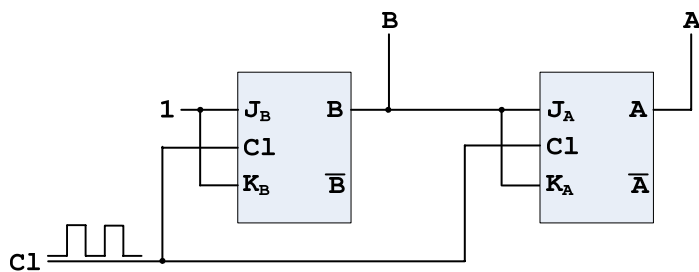 B A
1 J_B B J_A A
Cl Cl
K_B B̅ K_A A̅
Cl